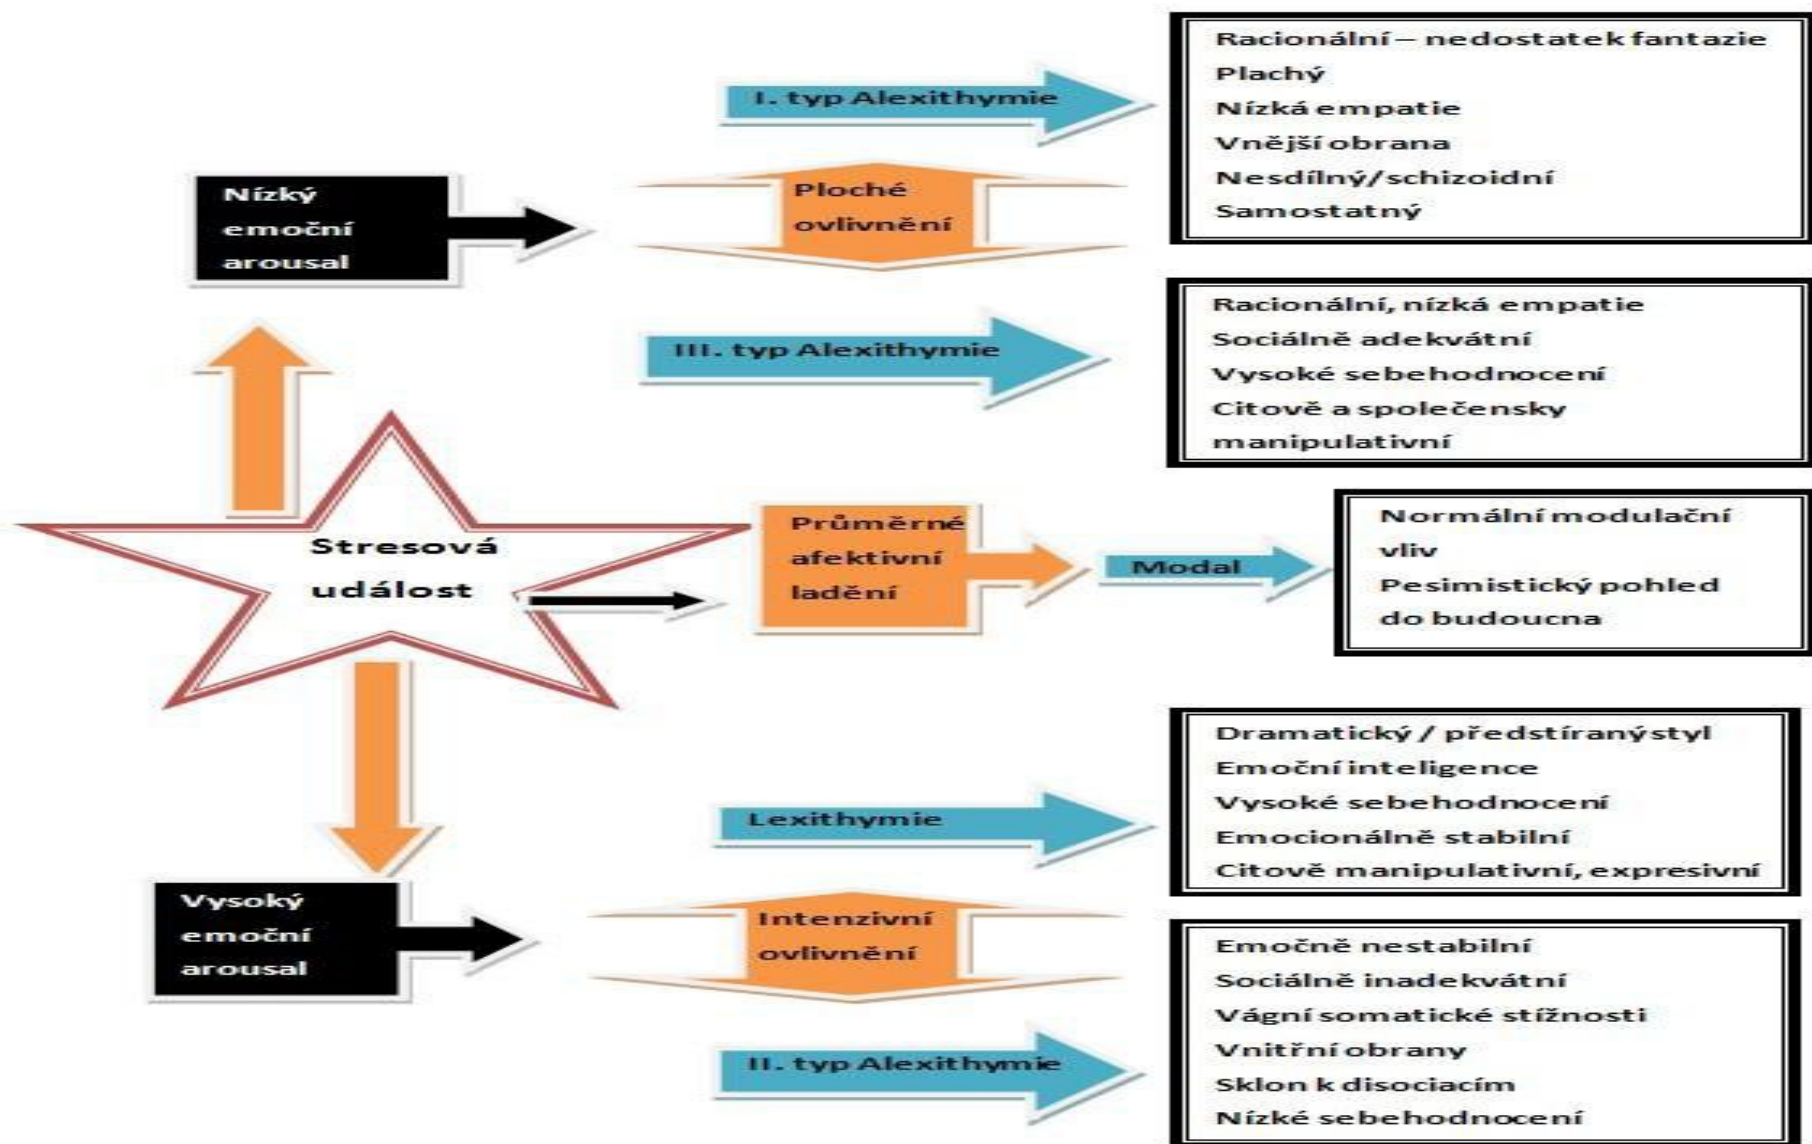 I. typ Alexithymie
Racionální – nedostatek fantazie
Plachý
Nízká empatie
Vnější obrana
Nesdílný/schizoidní
Samostatný
Nízký
emoční
arousal
Ploché
ovlivnění
III. typ Alexithymie
Racionální, nízká empatie
Sociálně adekvátní
Vysoké sebehodnocení
Citově a společensky
manipulativní
Stresová
událost
Průměrné
afektivní
ladění
Modal
Normální modulační
vliv
Pesimistický pohled
do budoucna
Lexithymie
Dramatický / předstíranýstyl
Emoční inteligence
Vysoké sebehodnocení
Emocionálně stabilní
Citově manipulativní, expresivní
Vysoký
emoční
arousal
Intenzivní
ovlivnění
II. typ Alexithymie
Emočně nestabilní
Sociálně inadekvátní
Vágní somatické stížnosti
Vnitřní obrany
Sklon k disociacím
Nízké sebehodnocení